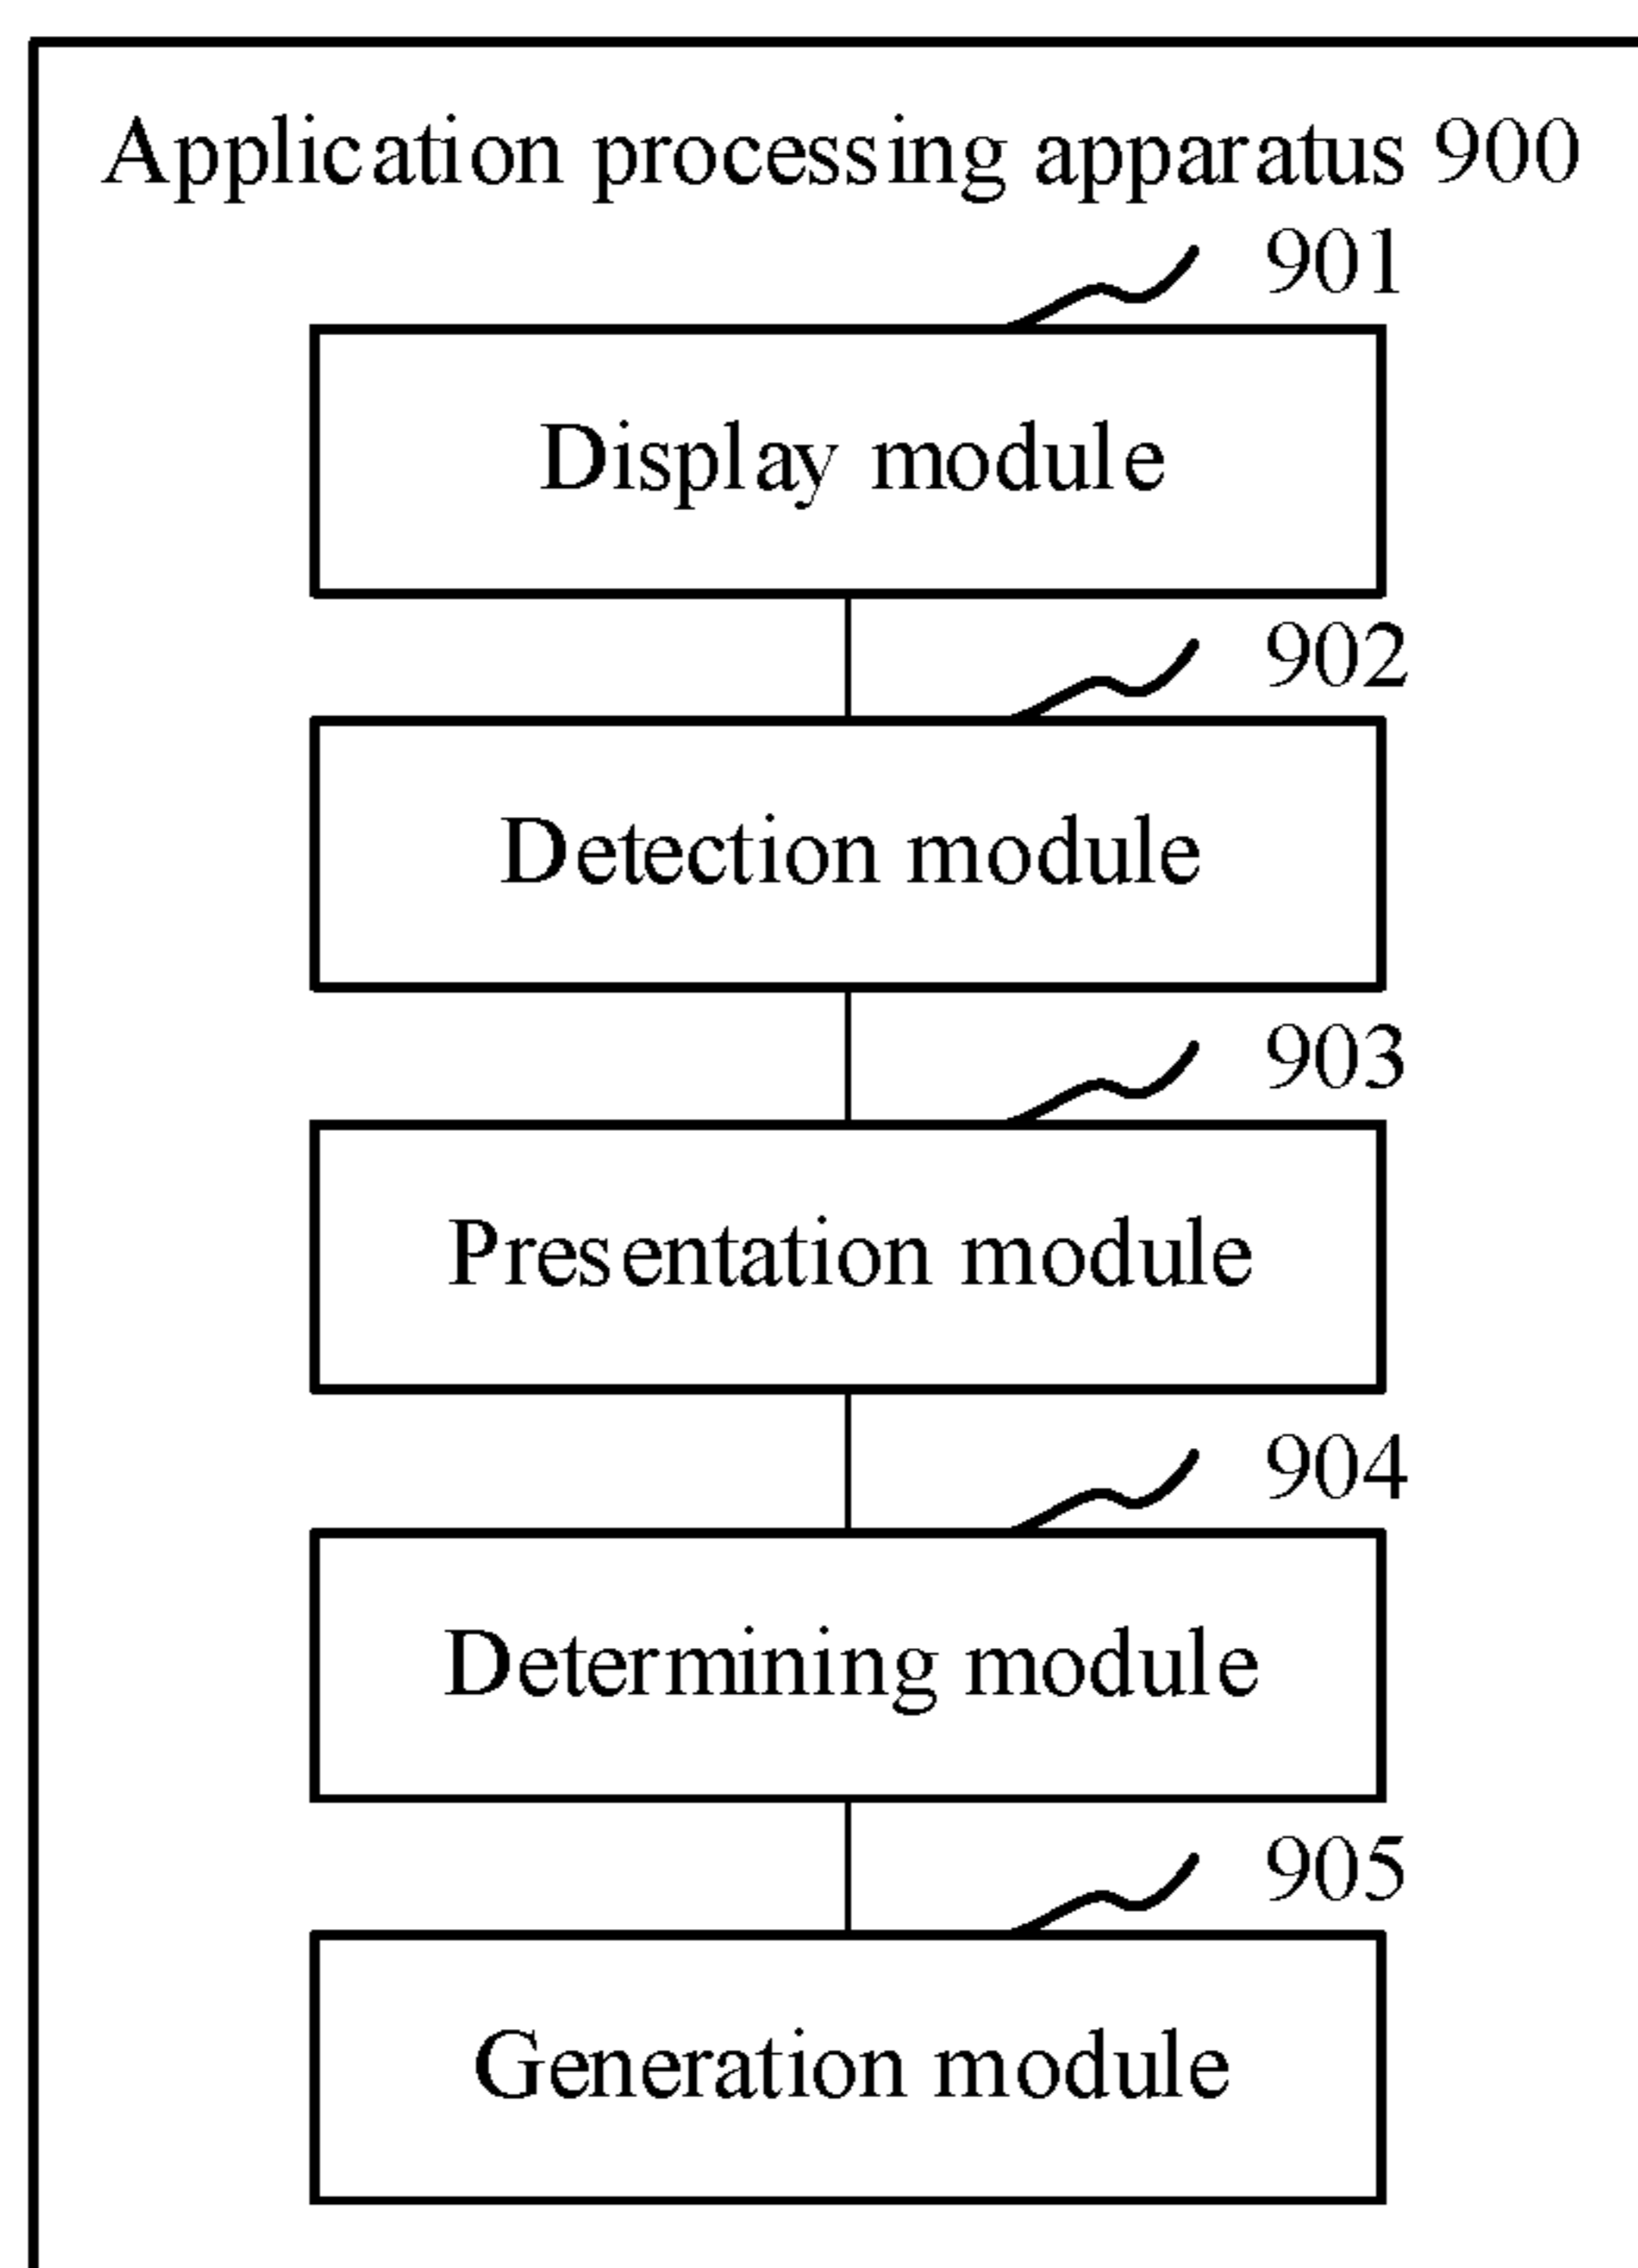 Application processing apparatus 900
901
Display module
902
Detection module
903
Presentation module
904
Determining module
905
Generation module